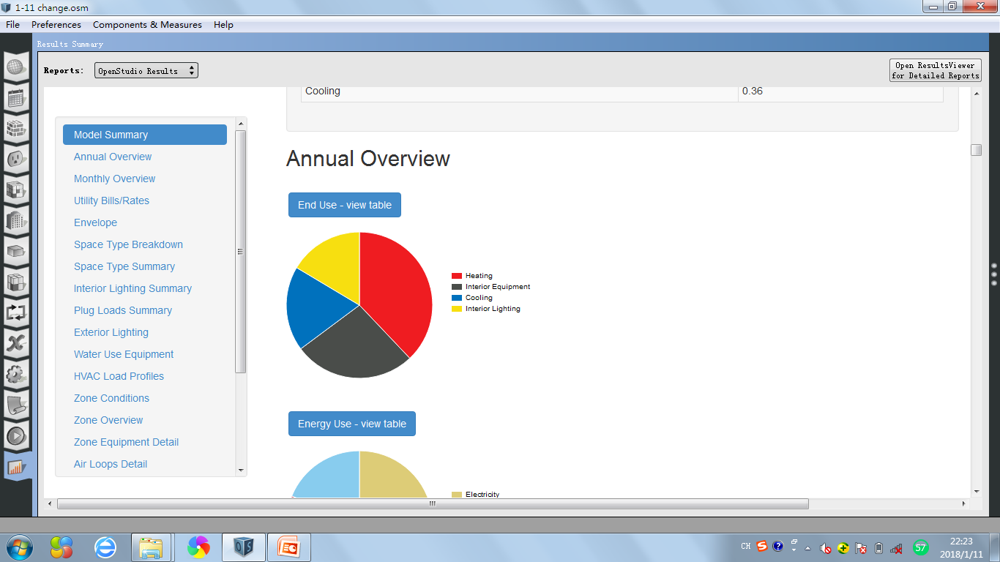 1-11 change.osm
File Preferences Components & Measures Help
Results Summary
Reports: OpenStudio Results
Open ResultsViewer
for Detailed Reports
Cooling 0.36
Model Summary
Annual Overview
Monthly Overview
Utility Bills/Rates
Envelope
Space Type Breakdown
Space Type Summary
Interior Lighting Summary
Plug Loads Summary
Exterior Lighting
Water Use Equipment
HVAC Load Profiles
Zone Conditions
Zone Overview
Zone Equipment Detail
Air Loops Detail
Annual Overview
End Use - view table
Heating
Interior Equipment
Cooling
Interior Lighting
Energy Use - view table
Electricity
CH
57
22:23
2018/1/11